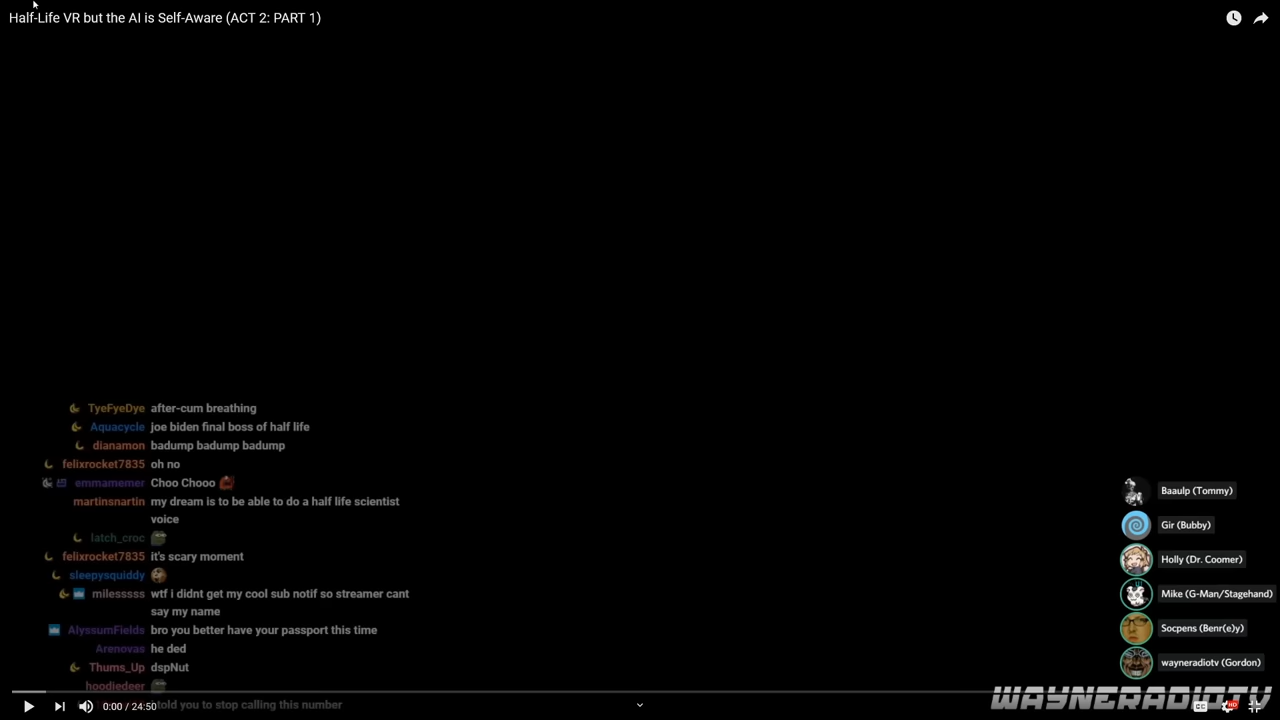 Half-Life VR but the AI is Self-Aware (ACT 2: PART 1)
TyeFyeDye after-cum breathing
Aquacycle joe biden final boss of half life
dianamon badump badump badump
felixrocket7835 oh no
emmamemer Choo Chooo
martinsnartin my dream is to be able to do a half life scientist
voice
latch_croc
felixrocket7835 it's scary moment
sleepysquiddy
milesssss wtf i didnt get my cool sub notif so streamer cant
say my name
AlyssumFields bro you better have your passport this time
Arenovas he ded
Thums_Up dspNut
hoodiedeer
told you to stop calling this number
Baaulp (Tommy)
Gir (Bubby)
Holly (Dr. Coomer)
Mike (G-Man/Stagehand)
Socpens (Benr(e)y)
wayneradiotv (Gordon)
WAYNERADIOTV
0:00 / 24:50
CC
HD